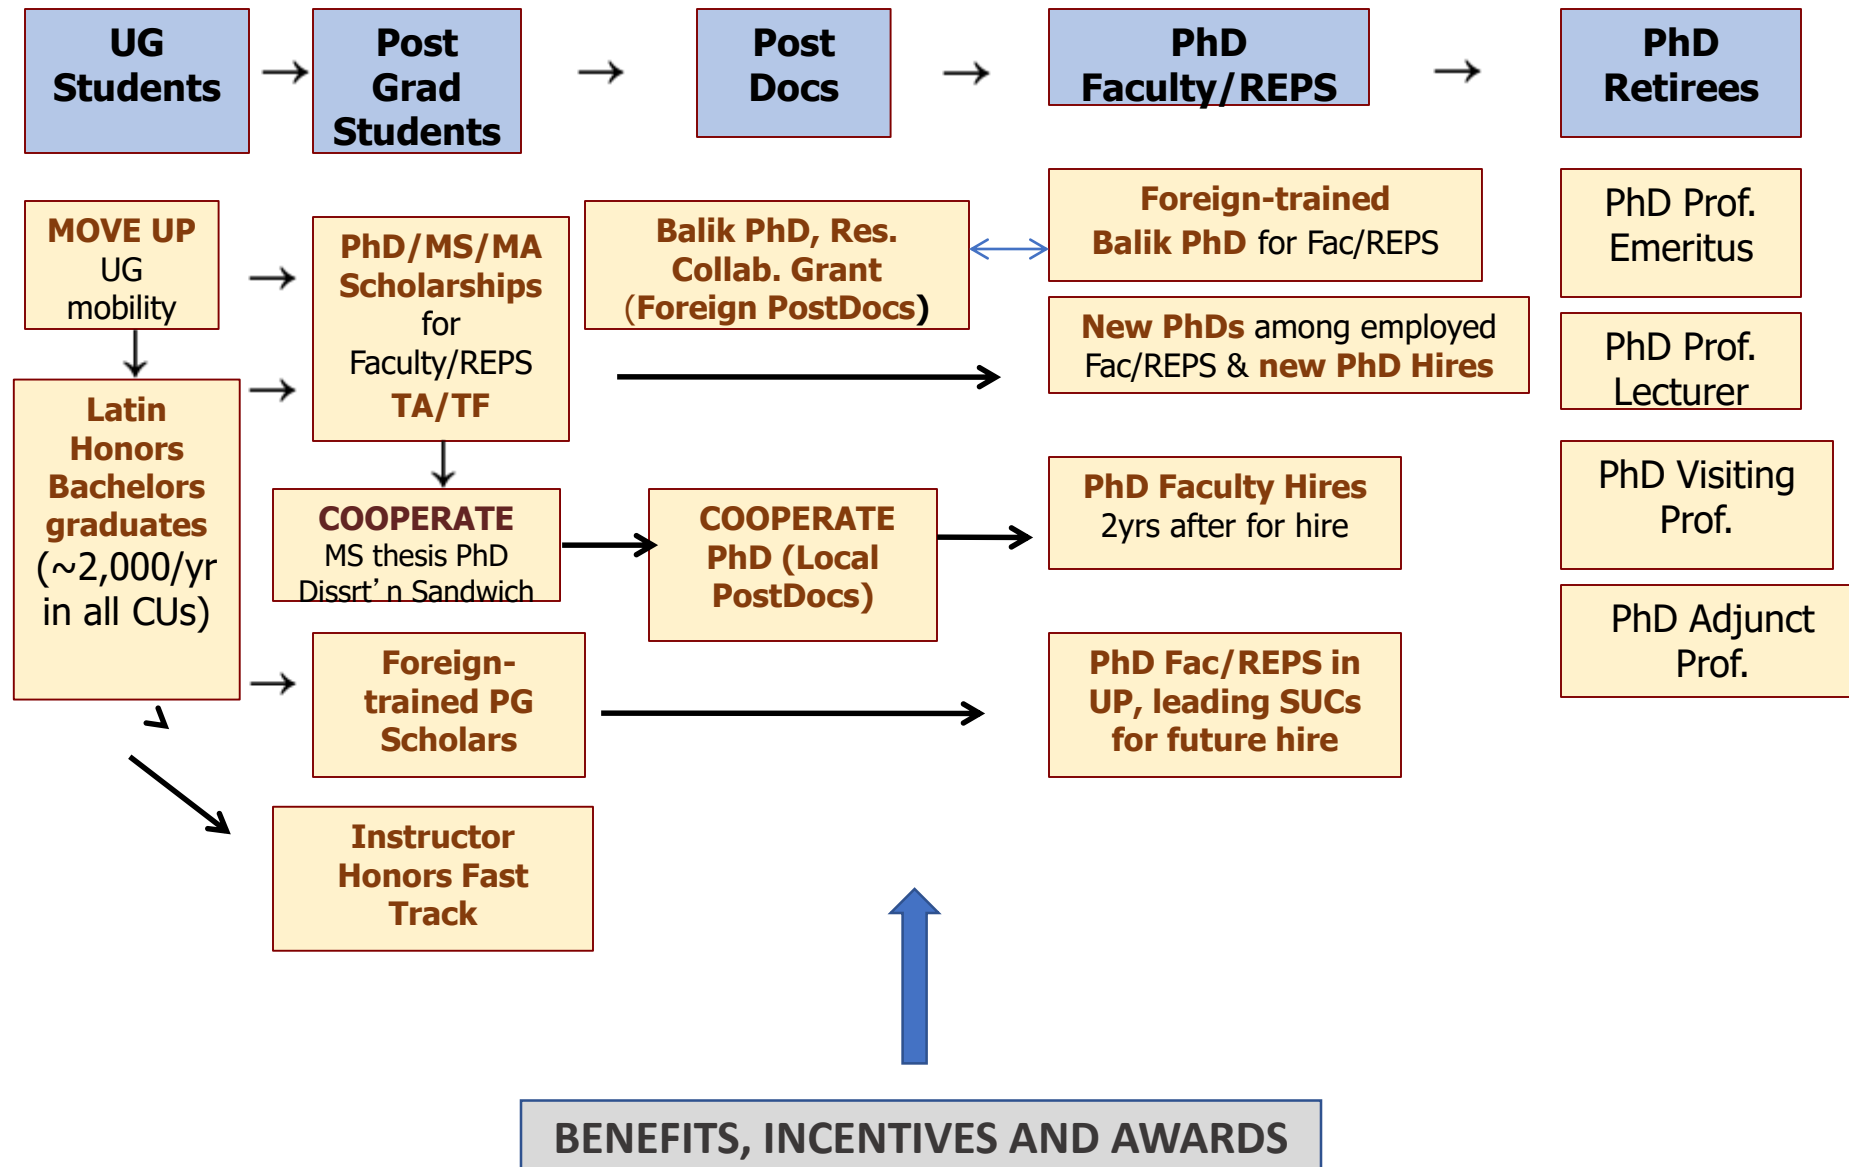 UG
Students
Post
Grad
Students
Post
Docs
PhD
Faculty/REPS
PhD
Retirees
MOVE UP
UG
mobility
Latin
Honors
Bachelors
graduates
(~2,000/yr
in all CUs)
PhD/MS/MA
Scholarships
for
Faculty/REPS
TA/TF
COOPERATE
MS thesis PhD
Dissrt’n Sandwich
Foreign-
trained PG
Scholars
Instructor
Honors Fast
Track
Balik PhD, Res.
Collab. Grant
(Foreign PostDocs)
COOPERATE
PhD (Local
PostDocs)
Foreign-trained
Balik PhD for Fac/REPS
New PhDs among employed
Fac/REPS & new PhD Hires
PhD Faculty Hires
2yrs after for hire
PhD Fac/REPS in
UP, leading SUCs
for future hire
PhD Prof.
Emeritus
PhD Prof.
Lecturer
PhD Visiting
Prof.
PhD Adjunct
Prof.
BENEFITS, INCENTIVES AND AWARDS